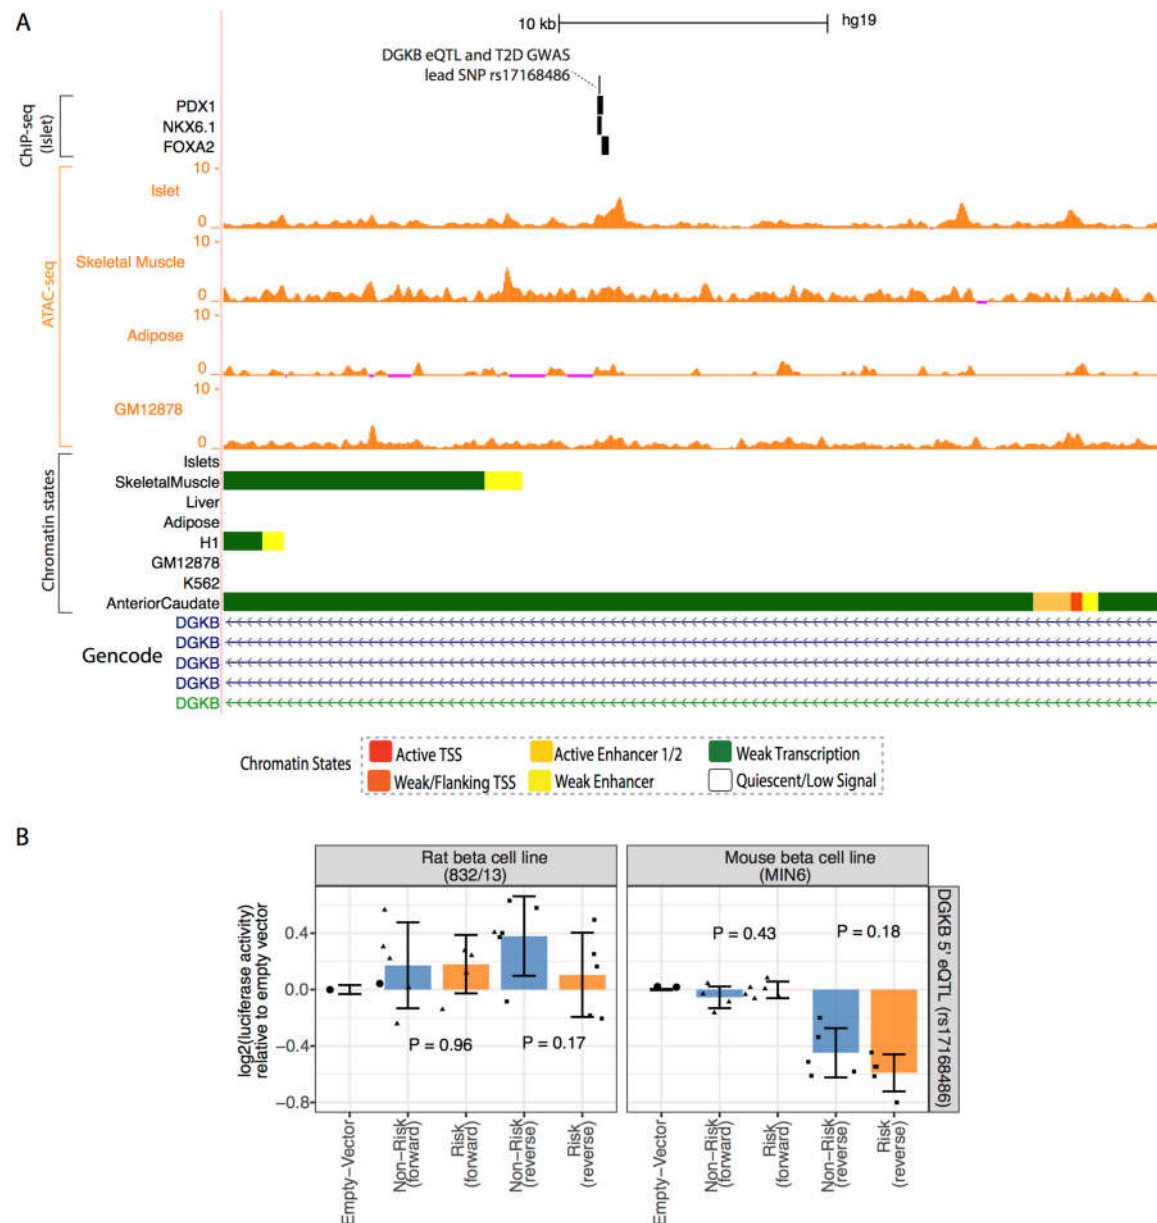 A
10 kb
hg19
DGKB eQTL and T2D GWAS
lead SNP rs17168486
ChIP-seq
(Islet)
PDX1
NKX6.1
FOXA2
ATAC-seq
10
Islet
0
10
Skeletal Muscle
0
10
Adipose
0
10
GM12878
0
Chromatin states
Islets
SkeletalMuscle
Liver
Adipose
H1
GM12878
K562
AnteriorCaudate
Gencode
DGKB
DGKB
DGKB
DGKB
DGKB
Chromatin States
Active TSS
Active Enhancer 1/2
Weak Transcription
Weak/Flanking TSS
Weak Enhancer
Quiescent/Low Signal
B
Rat beta cell line
(832/13)
Mouse beta cell line
(MIN6)
log2(luciferase activity)
relative to empty vector
0.4
0.0
−0.4
−0.8
P = 0.96
P = 0.17
P = 0.43
P = 0.18
DGKB 5' eQTL (rs17168486)
Empty−Vector
Non−Risk
(forward)
Risk
(forward)
Non−Risk
(reverse)
Risk
(reverse)
Empty−Vector
Non−Risk
(forward)
Risk
(forward)
Non−Risk
(reverse)
Risk
(reverse)